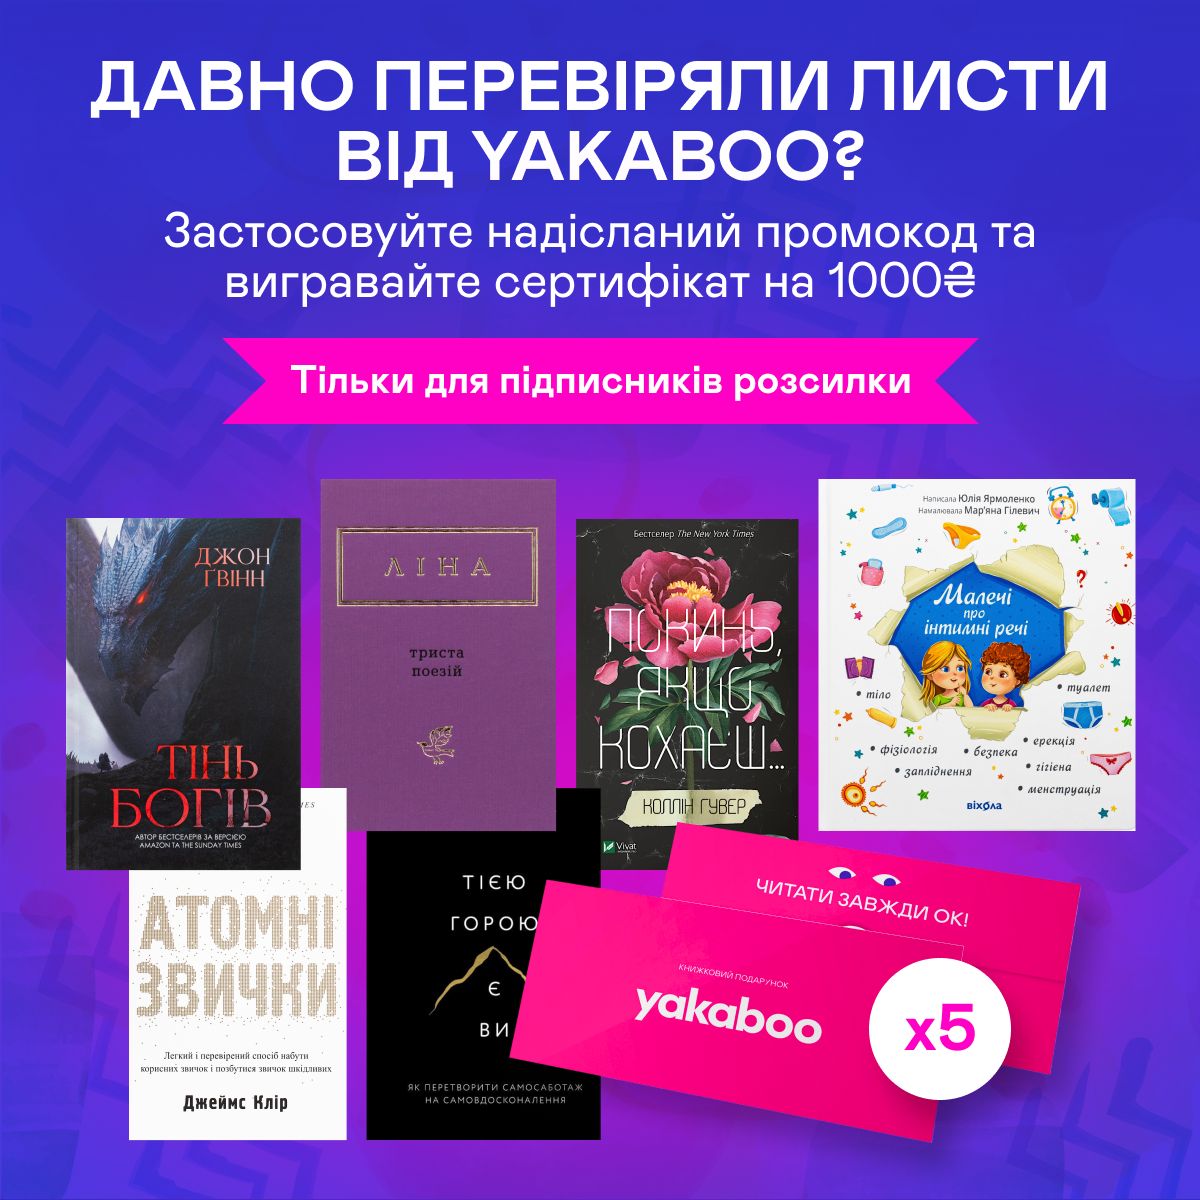 ДАВНО ПЕРЕВІРЯЛИ ЛИСТИ
ВІД YAKABOO?
Застосовуйте надісланий промокод та
вигравайте сертифікат на 1000₴
Тільки для підписників розсилки
ДЖОН
ҐВІНН
ТІНЬ
БОГІВ
АВТОР БЕСТСЕЛЕРІВ ЗА ВЕРСІЄЮ
AMAZON ТА THE SUNDAY TIMES
ЛІНА
триста
поезій
Бестселер The New York Times
ПОКИНЬ,
ЯКЩО
КОХАЄШ...
КОЛЛІН ГУВЕР
Vivat
Написала Юлія Ярмоленко
Намалювала Мар'яна Гілевич
Малечі
про
інтимні речі
• тіло
• туалет
• фізіологія
• безпека
• ерекція
• запліднення
• гігієна
• менструація
віхола
АТОМНІ
ЗВИЧКИ
Легкий і перевірений спосіб набути
корисних звичок і позбутися звичок шкідливих
Джеймс Клір
ТІЄЮ
ГОРОЮ
Є
ВИ
ЯК ПЕРЕТВОРИТИ САМОСАБОТАЖ
НА САМОВДОСКОНАЛЕННЯ
ЧИТАТИ ЗАВЖДИ ОК!
КНИЖКОВИЙ ПОДАРУНОК
yakaboo
x5